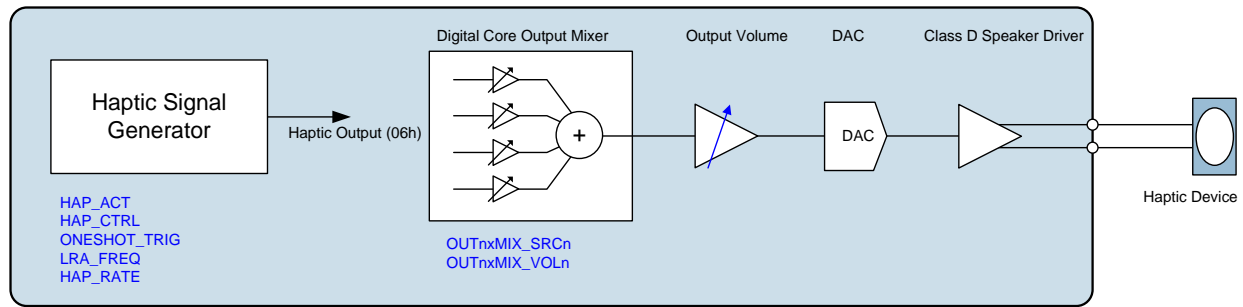 Digital Core Output Mixer
Output Volume
DAC
Class D Speaker Driver
Haptic Signal
Generator
Haptic Output (06h)
+
DAC
Haptic Device
HAP_ACT
HAP_CTRL
ONESHOT_TRIG
LRA_FREQ
HAP_RATE
OUTnxMIX_SRCn
OUTnxMIX_VOLn